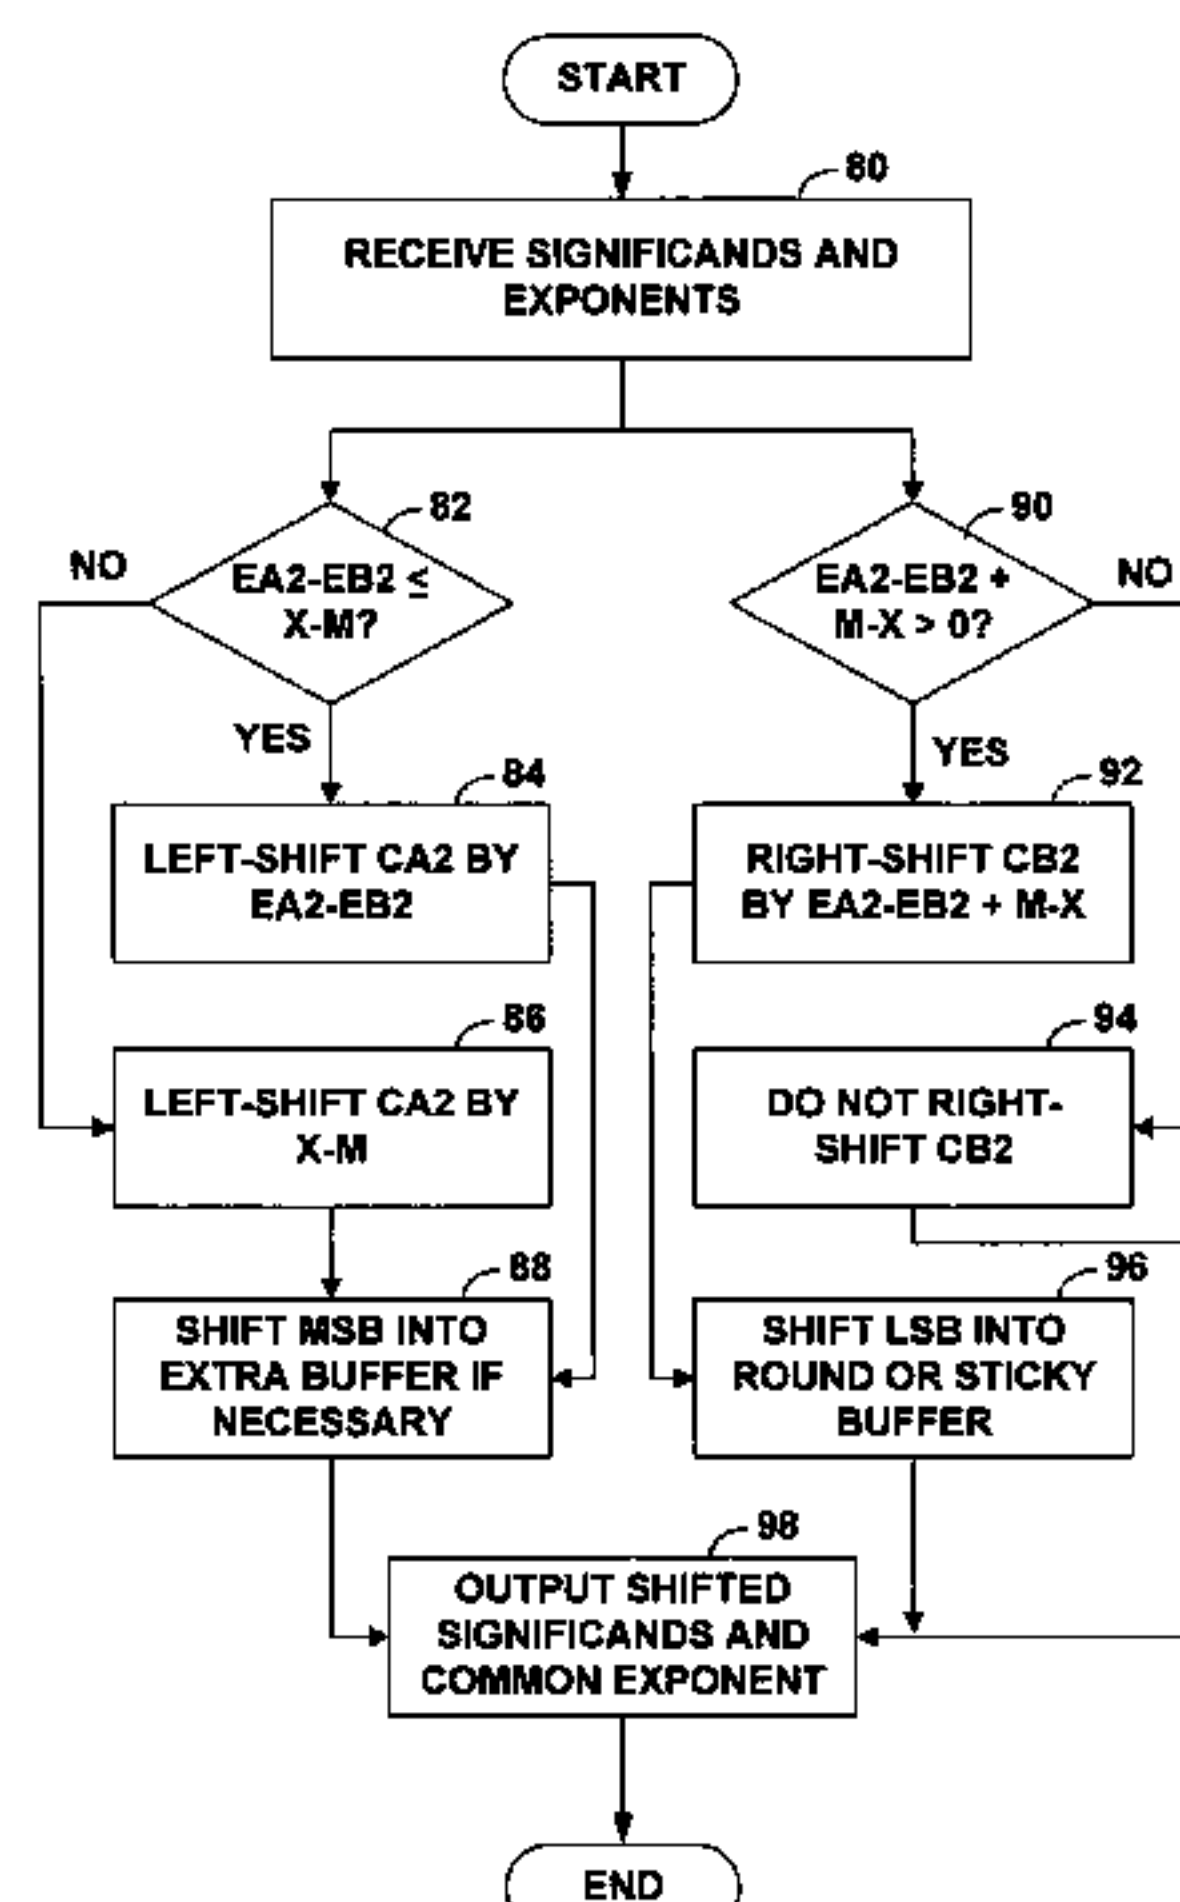 START
80
RECEIVE SIGNIFICANDS AND
EXPONENTS
82
NO
EA2-EB2 ≤
X-M?
YES
90
EA2-EB2 +
M-X > 0?
NO
YES
84
LEFT-SHIFT CA2 BY
EA2-EB2
92
RIGHT-SHIFT CB2
BY EA2-EB2 + M-X
86
LEFT-SHIFT CA2 BY
X-M
94
DO NOT RIGHT-
SHIFT CB2
88
SHIFT MSB INTO
EXTRA BUFFER IF
NECESSARY
96
SHIFT LSB INTO
ROUND OR STICKY
BUFFER
98
OUTPUT SHIFTED
SIGNIFICANDS AND
COMMON EXPONENT
END